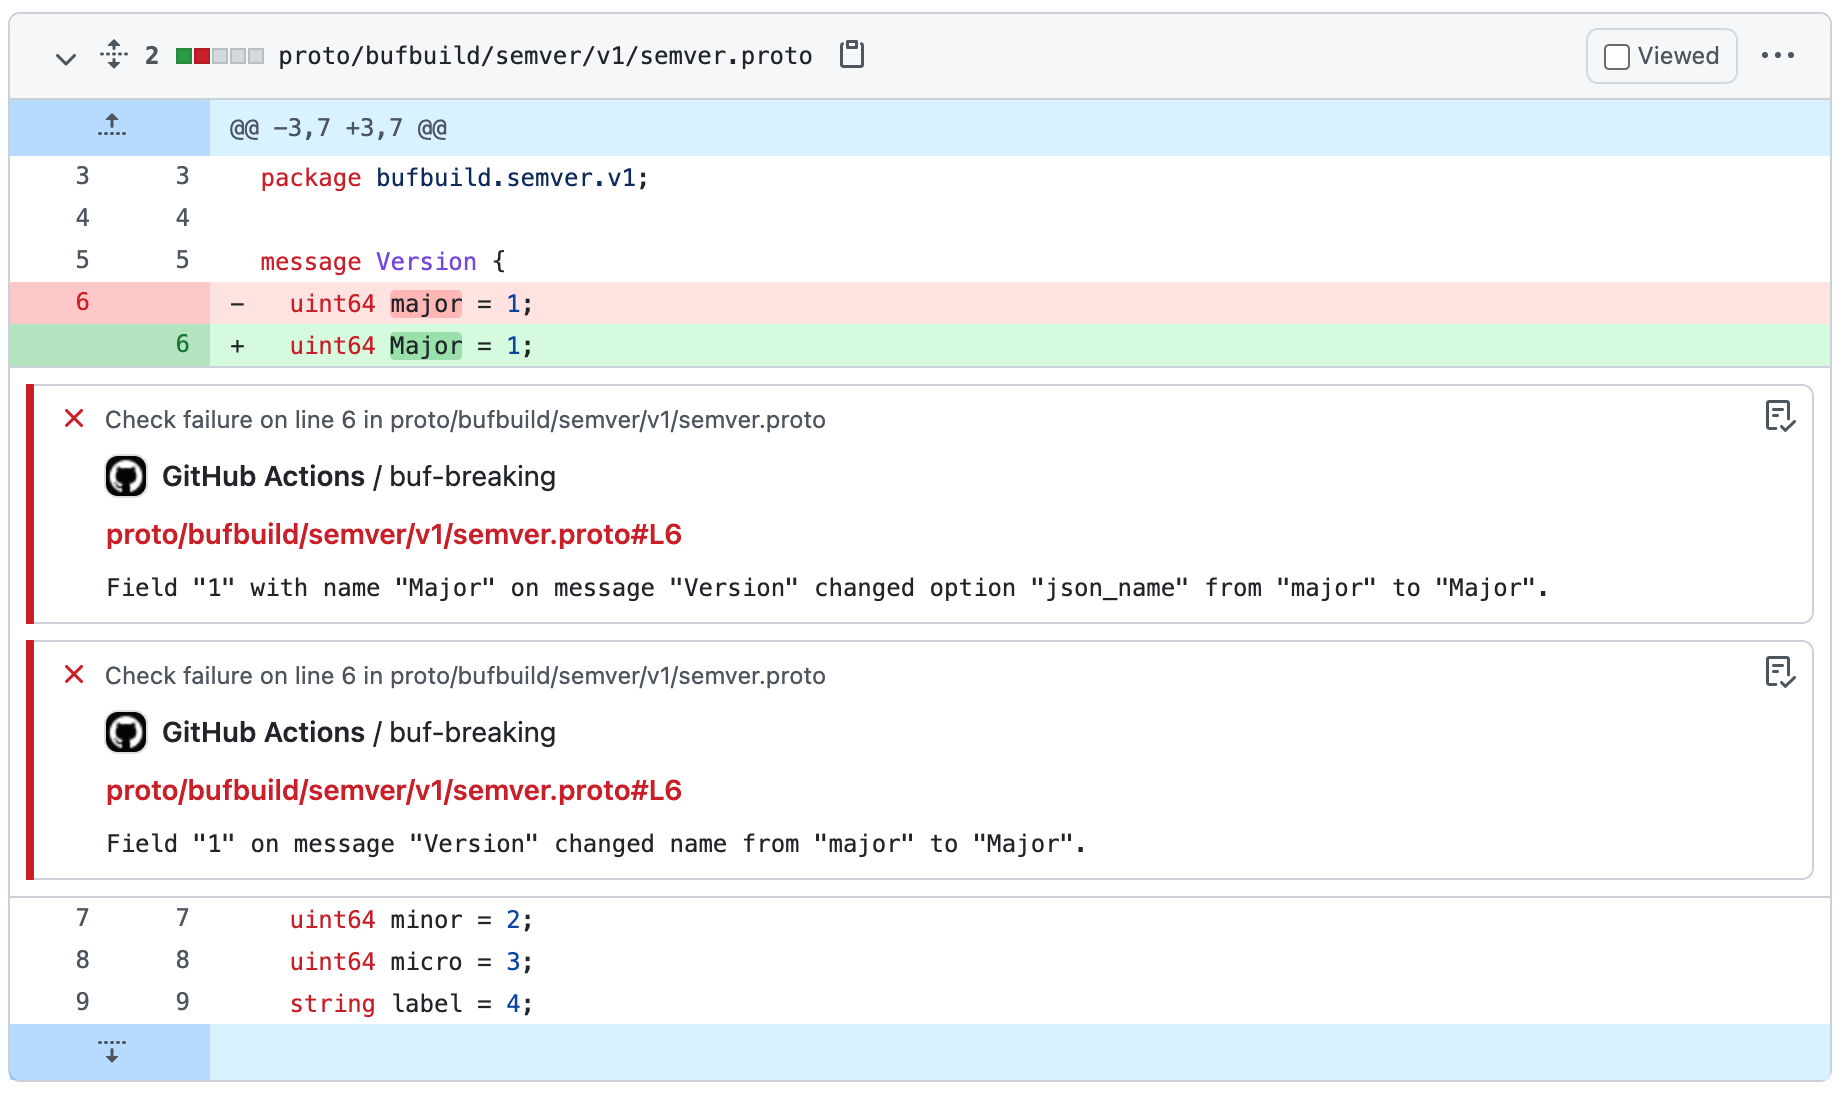 2 proto/bufbuild/semver/v1/semver.proto Viewed
@@ -3,7 +3,7 @@
3 3 package bufbuild.semver.v1;
4 4
5 5 message Version {
6 - uint64 major = 1;
6 + uint64 Major = 1;
Check failure on line 6 in proto/bufbuild/semver/v1/semver.proto
GitHub Actions / buf-breaking
proto/bufbuild/semver/v1/semver.proto#L6
Field "1" with name "Major" on message "Version" changed option "json_name" from "major" to "Major".
Check failure on line 6 in proto/bufbuild/semver/v1/semver.proto
GitHub Actions / buf-breaking
proto/bufbuild/semver/v1/semver.proto#L6
Field "1" on message "Version" changed name from "major" to "Major".
7 7 uint64 minor = 2;
8 8 uint64 micro = 3;
9 9 string label = 4;